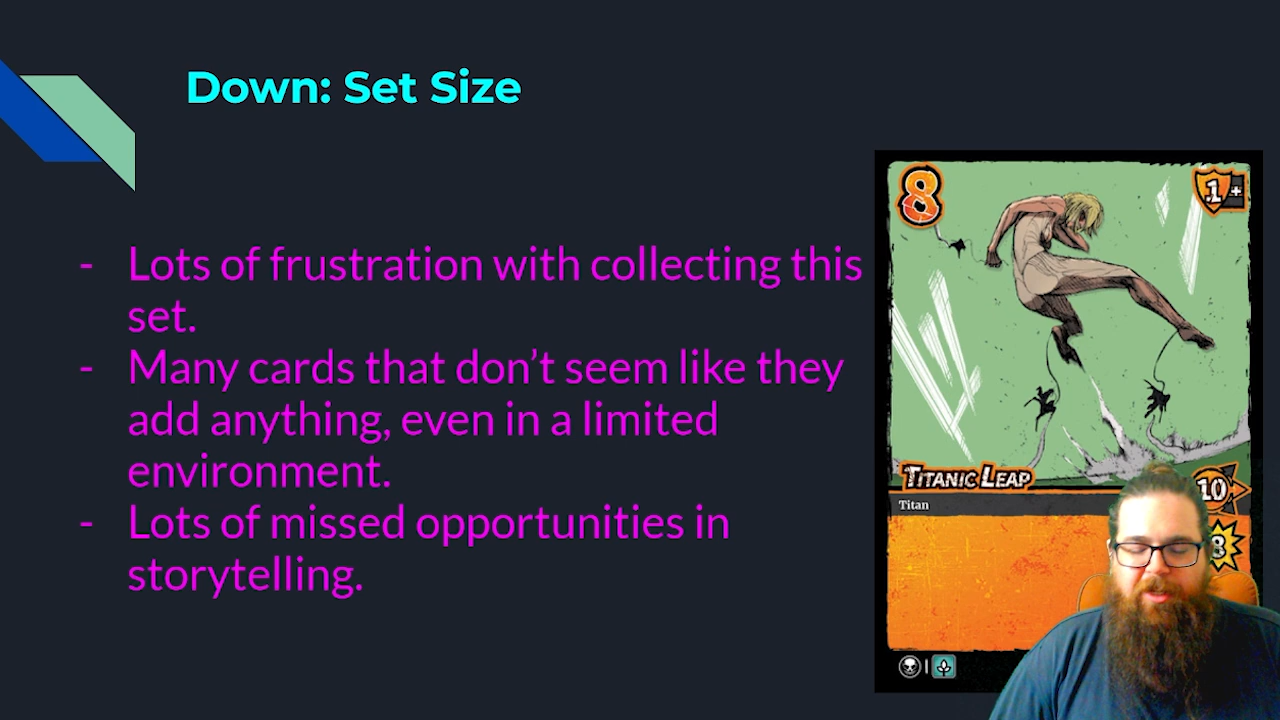 Down: Set Size
- Lots of frustration with collecting this
set.
- Many cards that don't seem like they
add anything, even in a limited
environment.
- Lots of missed opportunities in
storytelling.
8
1+
TITANIC LEAP
10
Titan
8